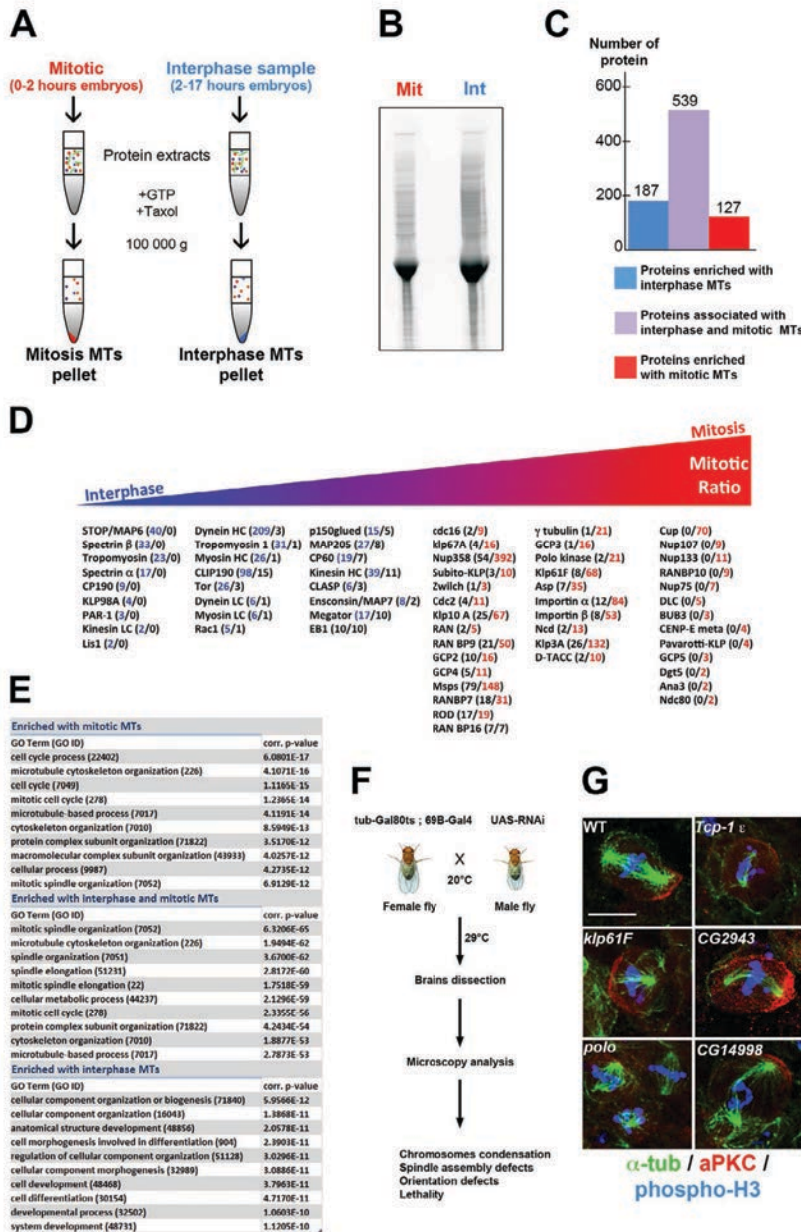 A
Mitotic
(0-2 hours embryos)
Interphase sample
(2-17 hours embryos)
Protein extracts
+GTP
+Taxol
100 000 g
Mitosis MTs
pellet
Interphase MTs
pellet
B
Mit
Int
C
Number of
protein
600
400
200
0
187
539
127
Proteins enriched with
interphase MTs
Proteins associated with
interphase and mitotic MTs
Proteins enriched
with mitotic MTs
D
Interphase
Mitosis
Mitotic
Ratio
STOP/MAP6 (40/0)
Spectrin β (33/0)
Tropomyosin (23/0)
Spectrin α (17/0)
CP190 (9/0)
KLP98A (4/0)
PAR-1 (3/0)
Kinesin LC (2/0)
Lis1 (2/0)
Dynein HC (209/3)
Tropomyosin 1 (31/1)
Myosin HC (26/1)
CLIP190 (98/15)
Tor (26/3)
Dynein LC (6/1)
Myosin LC (6/1)
Rac1 (5/1)
p150glued (15/5)
MAP205 (27/8)
CP60 (19/7)
Kinesin HC (39/11)
CLASP (6/3)
Ensconsin/MAP7 (8/2)
Megator (17/10)
EB1 (10/10)
cdc16 (2/9)
klp67A (4/16)
Nup358 (54/392)
Subito-KLP(3/10)
Zwilch (1/3)
Cdc2 (4/11)
Klp10 A (25/67)
RAN (2/5)
RAN BP9 (21/50)
GCP2 (10/16)
GCP4 (5/11)
Msps (79/148)
RANBP7 (18/31)
ROD (17/19)
RAN BP16 (7/7)
γ tubulin (1/21)
GCP3 (1/16)
Polo kinase (2/21)
Klp61F (8/68)
Asp (7/35)
Importin α (12/84)
Importin β (8/53)
Ncd (2/13)
Klp3A (26/132)
D-TACC (2/10)
Cup (0/70)
Nup107 (0/9)
Nup133 (0/11)
RANBP10 (0/9)
Nup75 (0/7)
DLC (0/5)
BUB3 (0/3)
CENP-E meta (0/4)
Pavarotti-KLP (0/4)
GCP5 (0/3)
Dgt5 (0/2)
Ana3 (0/2)
Ndc80 (0/2)
E
Enriched with mitotic MTs
GO Term (GO ID) corr. p-value
cell cycle process (22402) 6.0801E-17
microtubule cytoskeleton organization (226) 4.1071E-16
cell cycle (7049) 1.1165E-15
mitotic cell cycle (278) 1.2365E-14
microtubule-based process (7017) 4.1191E-14
cytoskeleton organization (7010) 8.5949E-13
protein complex subunit organization (71822) 3.5170E-12
macromolecular complex subunit organization (43933) 4.0257E-12
cellular process (9987) 4.2735E-12
mitotic spindle organization (7052) 6.9129E-12
Enriched with interphase and mitotic MTs
GO Term (GO ID) corr. p-value
mitotic spindle organization (7052) 6.3206E-65
microtubule cytoskeleton organization (226) 1.9494E-62
spindle organization (7051) 3.6700E-62
spindle elongation (51231) 2.8172E-60
mitotic spindle elongation (22) 1.7518E-59
cellular metabolic process (44237) 2.1296E-59
mitotic cell cycle (278) 2.3355E-56
protein complex subunit organization (71822) 4.2434E-54
cytoskeleton organization (7010) 1.8877E-53
microtubule-based process (7017) 2.7873E-53
Enriched with interphase MTs
GO Term (GO ID) corr. p-value
cellular component organization or biogenesis (71840) 5.9566E-12
cellular component organization (16043) 1.3868E-11
anatomical structure development (48856) 2.0578E-11
cell morphogenesis involved in differentiation (904) 2.3903E-11
regulation of cellular component organization (51128) 3.0296E-11
cellular component morphogenesis (32989) 3.0886E-11
cell development (48468) 3.7963E-11
cell differentiation (30154) 4.7170E-11
developmental process (32502) 1.0603E-10
system development (48731) 1.1205E-10
F
tub-Gal80ts ; 69B-Gal4
UAS-RNAi
X
20°C
Female fly
Male fly
29°C
Brains dissection
Microscopy analysis
Chromosomes condensation
Spindle assembly defects
Orientation defects
Lethality
G
WT
Tcp-1 ε
klp61F
CG2943
polo
CG14998
α-tub / aPKC /
phospho-H3